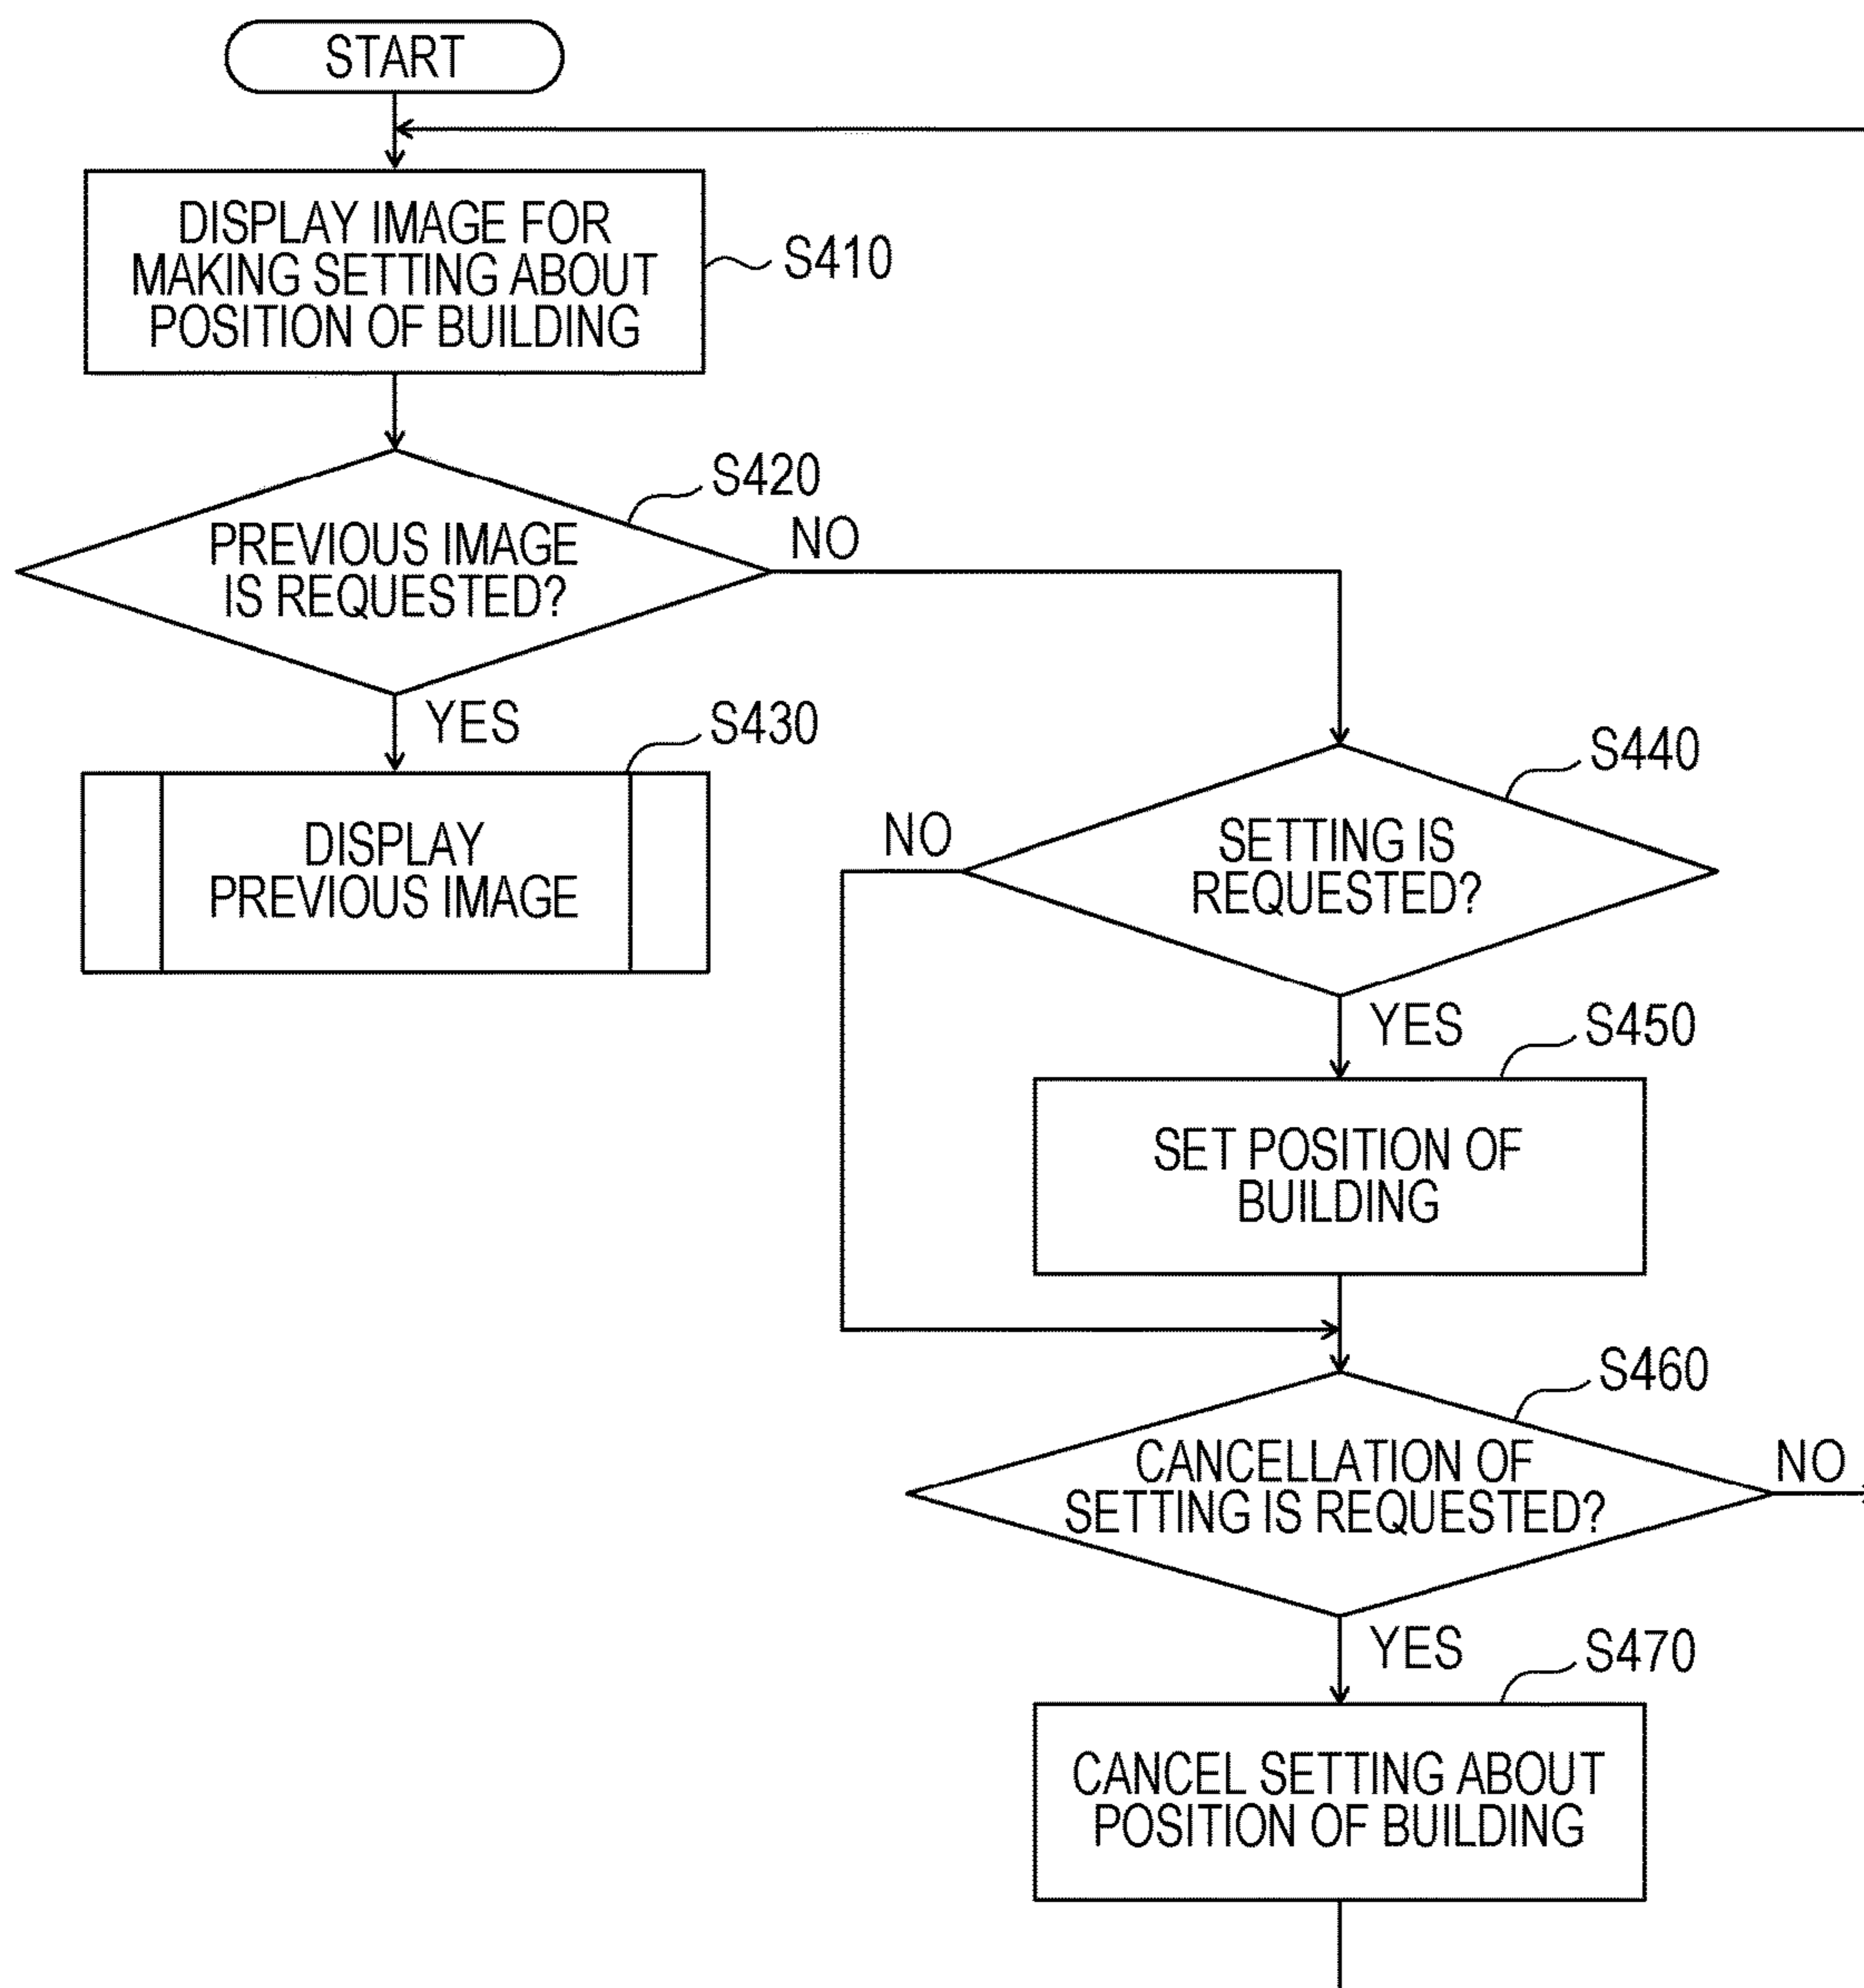 START
DISPLAY IMAGE FOR
MAKING SETTING ABOUT
POSITION OF BUILDING
S410
S420
PREVIOUS IMAGE
IS REQUESTED?
NO
YES
S430
DISPLAY
PREVIOUS IMAGE
S440
NO
SETTING IS
REQUESTED?
YES
S450
SET POSITION OF
BUILDING
S460
CANCELLATION OF
SETTING IS REQUESTED?
NO
YES
S470
CANCEL SETTING ABOUT
POSITION OF BUILDING